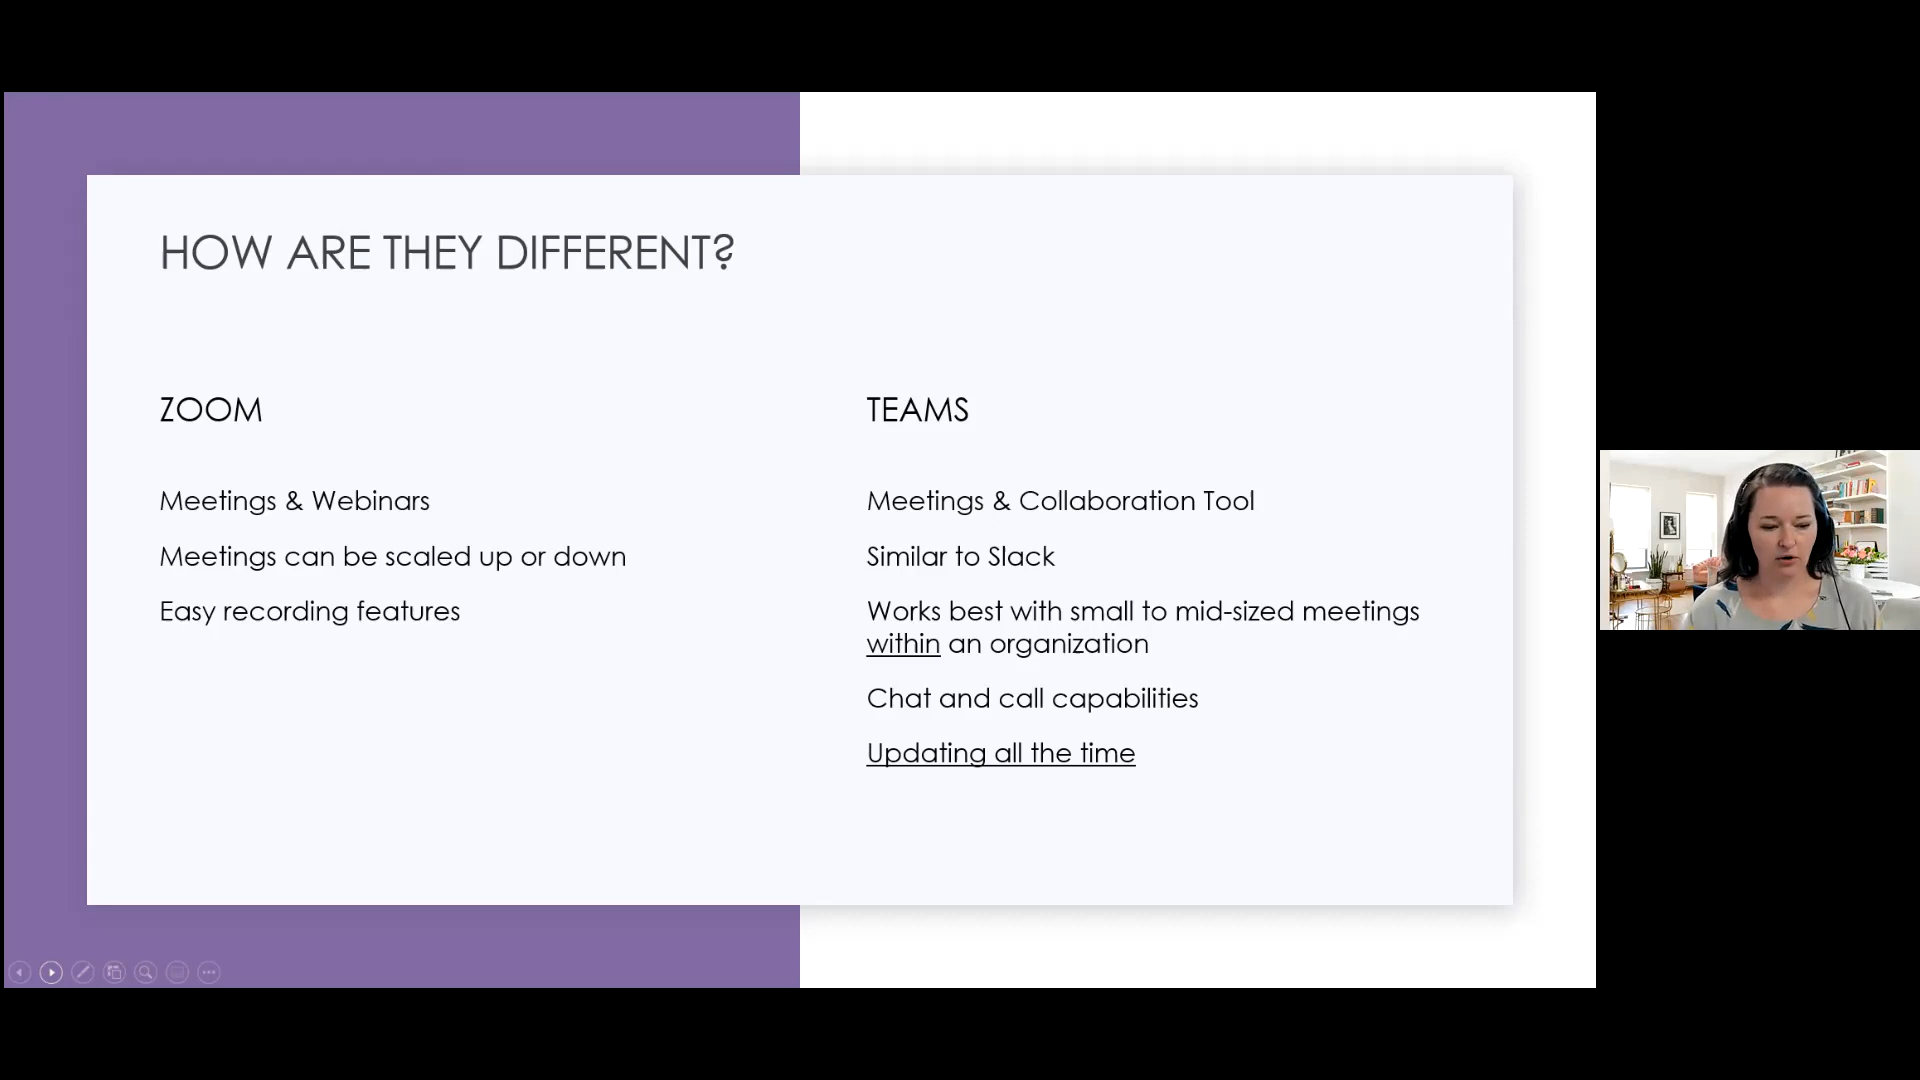 HOW ARE THEY DIFFERENT?
ZOOM
Meetings & Webinars
Meetings can be scaled up or down
Easy recording features
TEAMS
Meetings & Collaboration Tool
Similar to Slack
Works best with small to mid-sized meetings
within an organization
Chat and call capabilities
Updating all the time